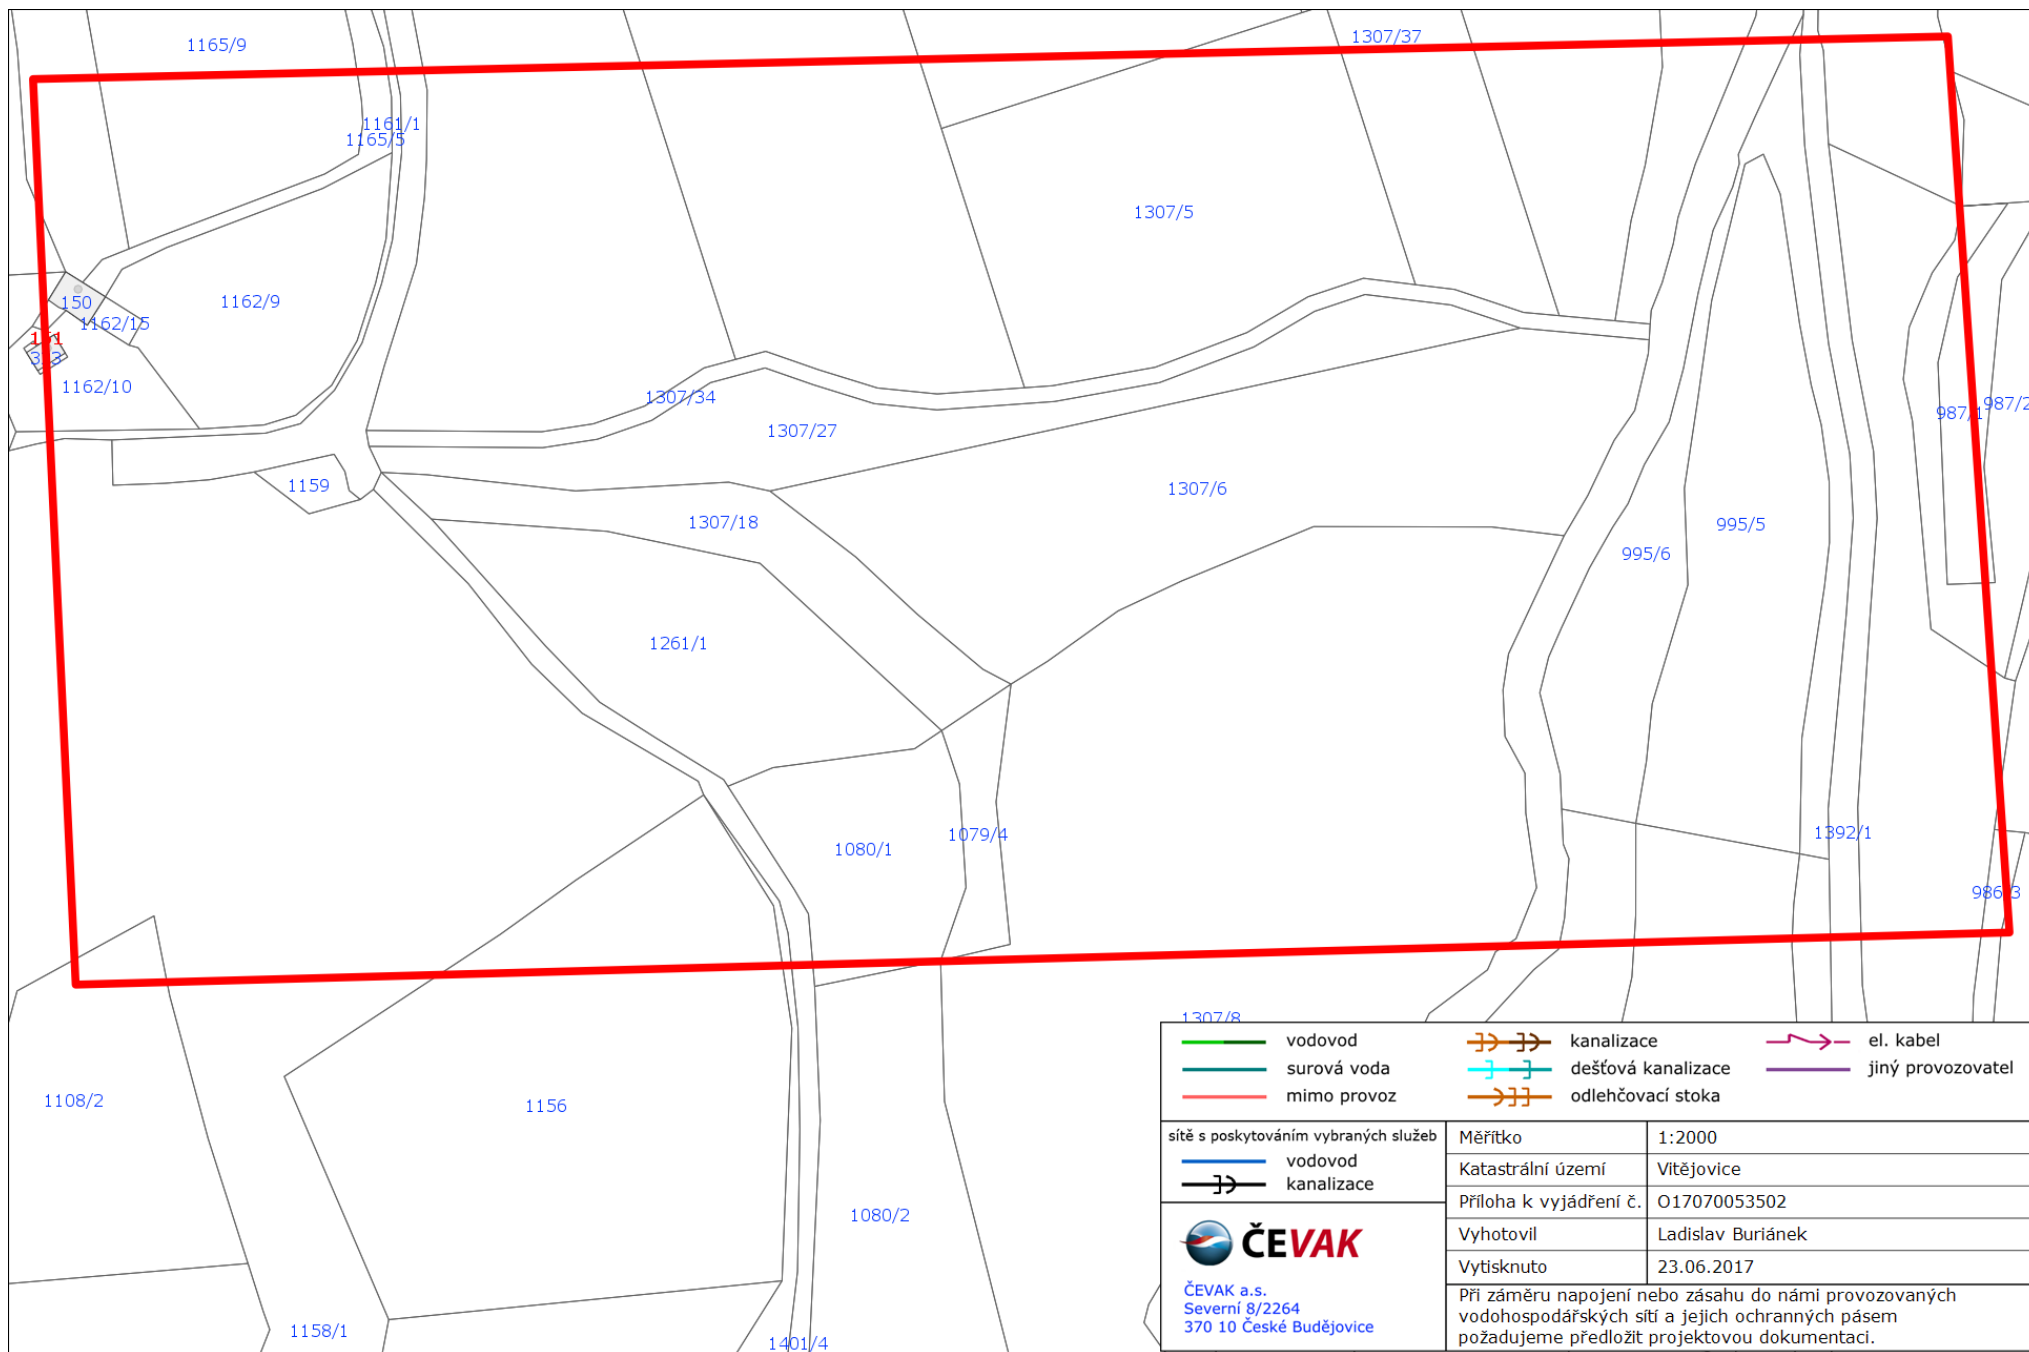 1165/9
1307/37
1161/1
1165/5
1307/5
1162/9
150
1162/15
151
1162/10
1307/34
1307/27
987/1
987/2
1159
1307/6
1307/18
995/5
995/6
1261/1
1079/4
1080/1
1392/1
986/3
1307/8
1108/2
1156
1080/2
1158/1
1401/4
vodovod
surová voda
mimo provoz
kanalizace
dešťová kanalizace
odlehčovací stoka
el. kabel
jiný provozovatel
sítě s poskytováním vybraných služeb
vodovod
kanalizace
ČEVAK
ČEVAK a.s.
Severní 8/2264
370 10 České Budějovice
Měřítko 1:2000
Katastrální území Vitějovice
Příloha k vyjádření č. O17070053502
Vyhotovil Ladislav Buriánek
Vytisknuto 23.06.2017
Při záměru napojení nebo zásahu do námi provozovaných
vodohospodářských sítí a jejich ochranných pásem
požadujeme předložit projektovou dokumentaci.